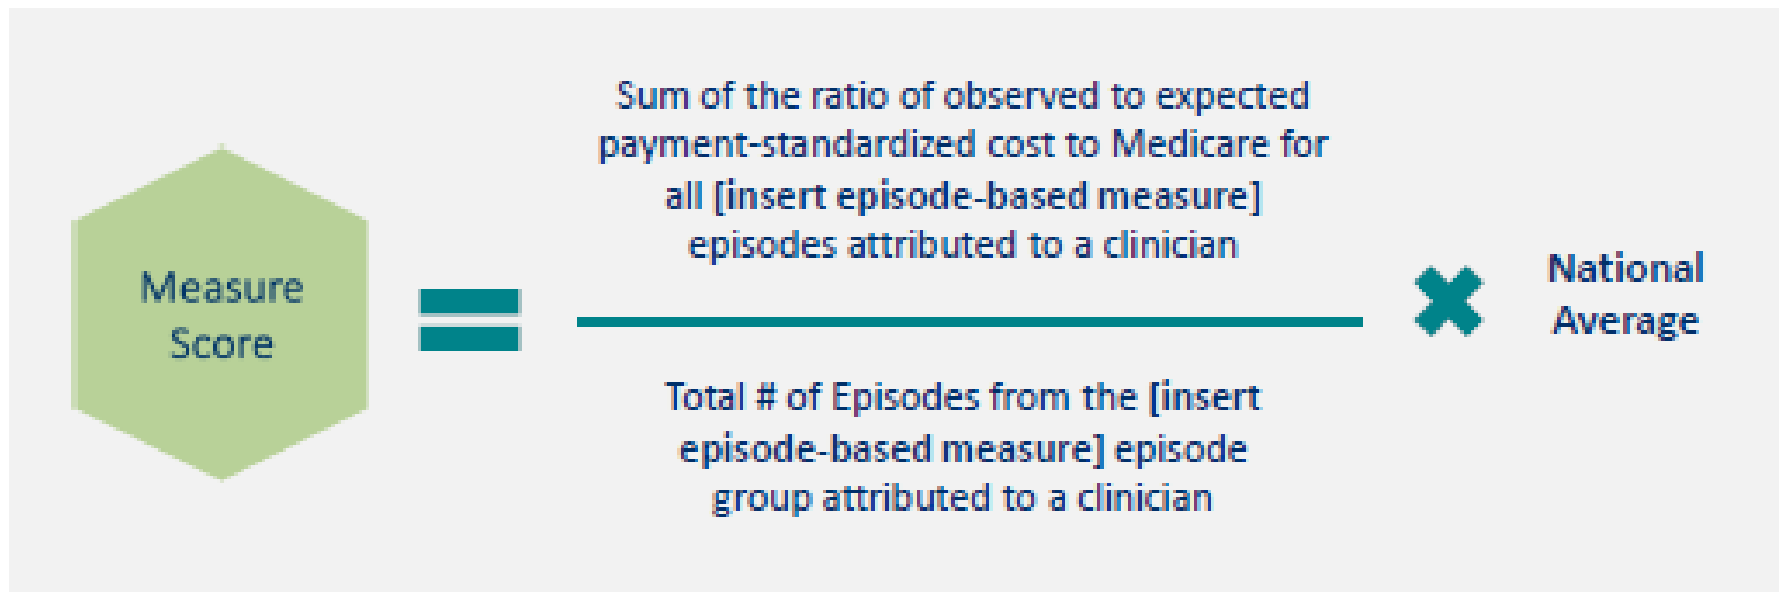 Measure
Score
Sum of the ratio of observed to expected
payment-standardized cost to Medicare for
all [insert episode-based measure]
episodes attributed to a clinician
Total # of Episodes from the [insert
episode-based measure] episode
group attributed to a clinician
National
Average